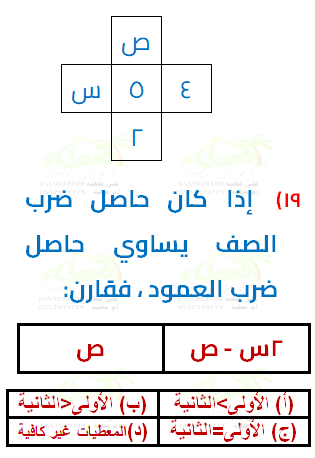 ص
س ٥ ٤
٢
١٩) إذا كان حاصل ضرب
الصف يساوي حاصل
ضرب العمود ، فقارن:
٢س - ص ص
(أ) الأولى>الثانية (ب) الأولى<الثانية
(ج) الأولى=الثانية (د)المعطيات غير كافية